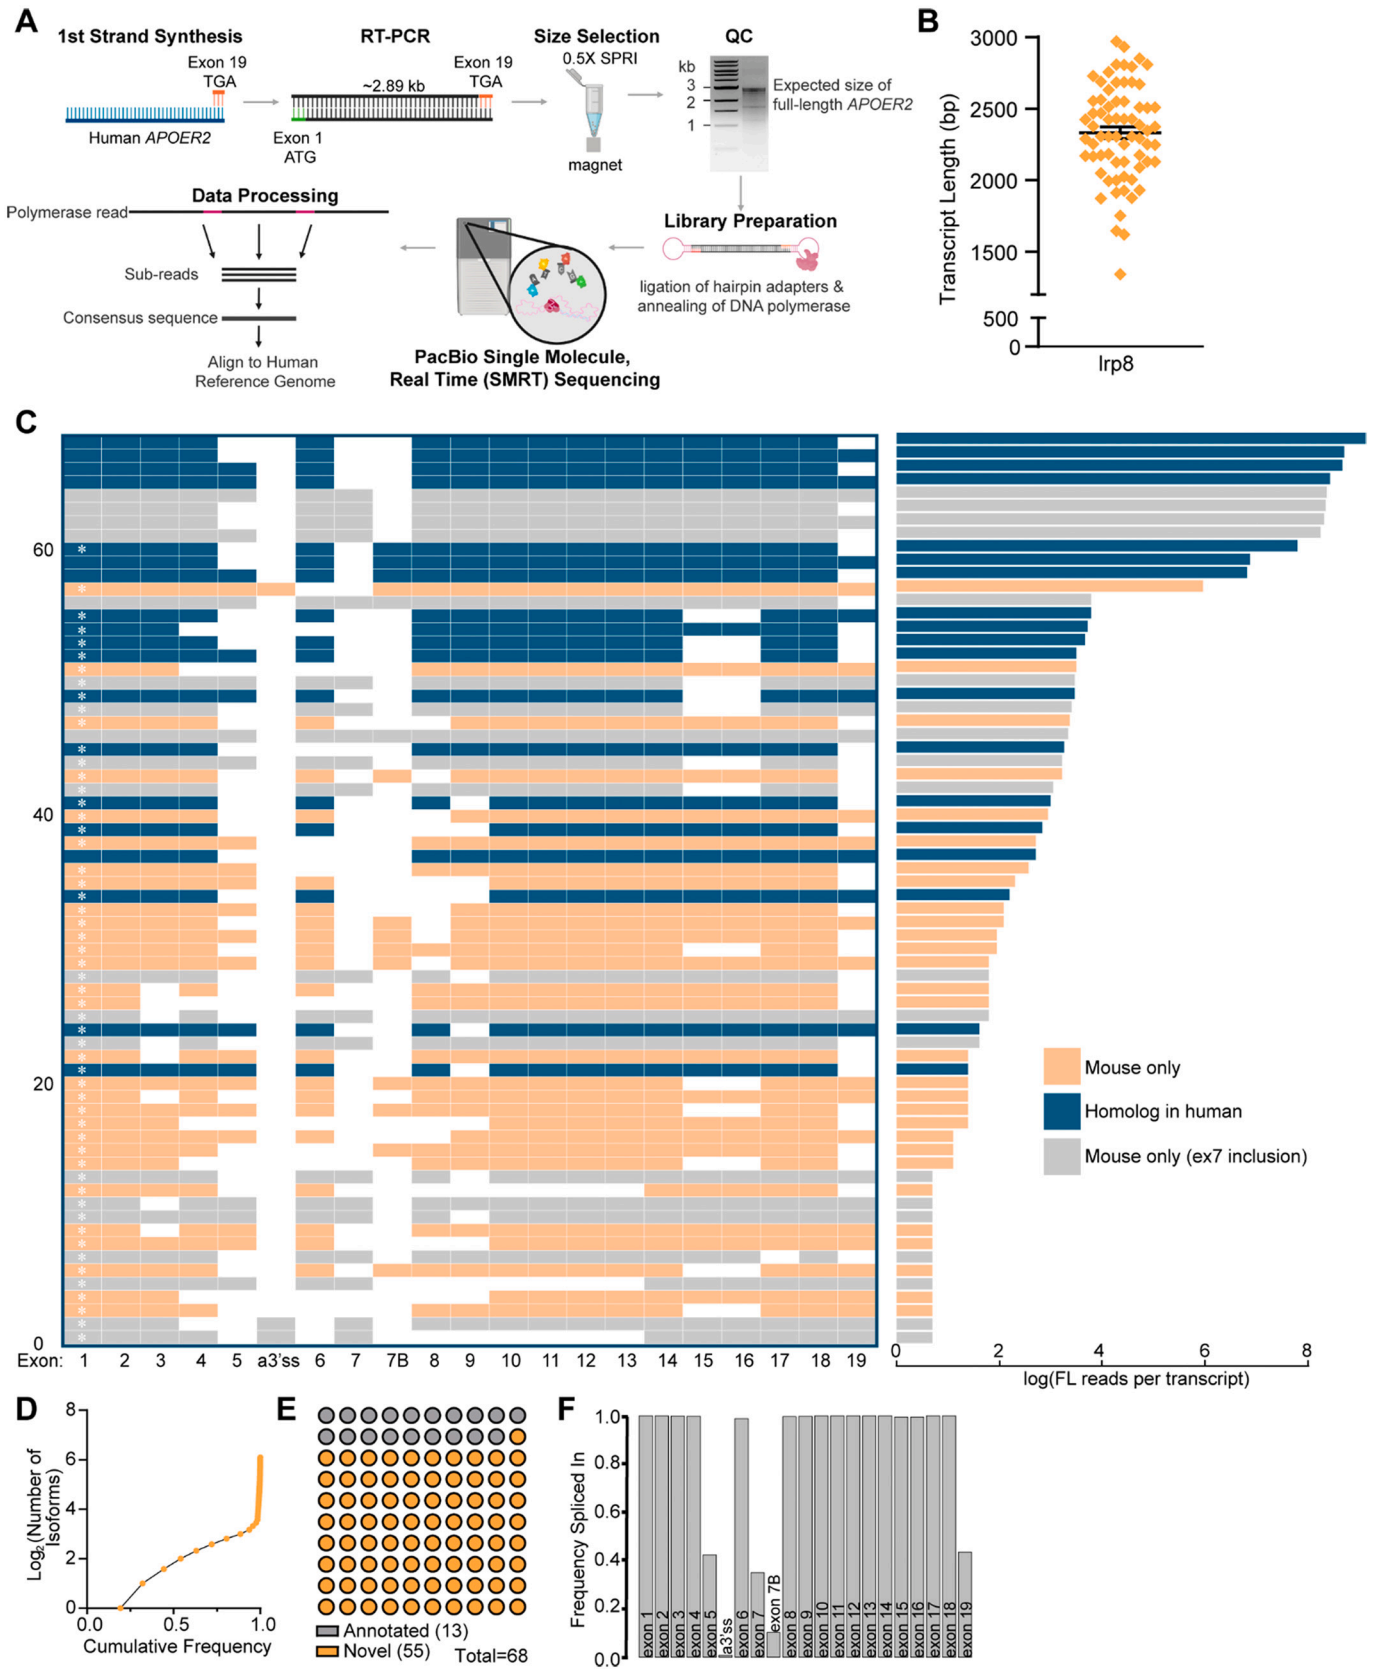 A
1st Strand Synthesis
RT-PCR
Size Selection
QC
Exon 19
TGA
Human APOER2
~2.89 kb
Exon 19
TGA
Exon 1
ATG
0.5X SPRI
magnet
kb
3
2
1
Expected size of
full-length APOER2
Library Preparation
ligation of hairpin adapters &
annealing of DNA polymerase
PacBio Single Molecule,
Real Time (SMRT) Sequencing
Data Processing
Polymerase read
Sub-reads
Consensus sequence
Align to Human
Reference Genome
B
Transcript Length (bp)
3000
2500
2000
1500
500
0
lrp8
C
60
40
20
0
Exon: 1 2 3 4 5 a3'ss 6 7 7B 8 9 10 11 12 13 14 15 16 17 18 19
* * * * * * * * * * * * * * * * * * * * * * * * * * * * * * * * * * * * * * * * * * * * * * * * * * * * * * * * *
Mouse only
Homolog in human
Mouse only (ex7 inclusion)
0 2 4 6 8
log(FL reads per transcript)
D
Log2(Number of
Isoforms)
8
6
4
2
0
0.0 0.5 1.0
Cumulative Frequency
E
Annotated (13)
Novel (55)
Total=68
F
Frequency Spliced In
1.0
0.8
0.6
0.4
0.2
0.0
exon 1
exon 2
exon 3
exon 4
exon 5
a3'ss
exon 6
exon 7
exon 7B
exon 8
exon 9
exon 10
exon 11
exon 12
exon 13
exon 14
exon 15
exon 16
exon 17
exon 18
exon 19